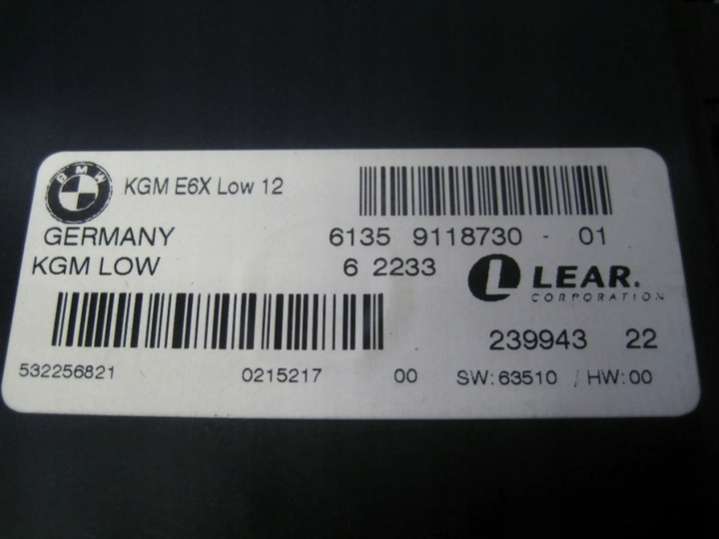 BMW
KGM E6X Low 12
GERMANY 6135 9118730 - 01
KGM LOW 6 2233 LEAR.
CORPORATION
239943 22
532256821 0215217 00 SW: 63510 / HW: 00